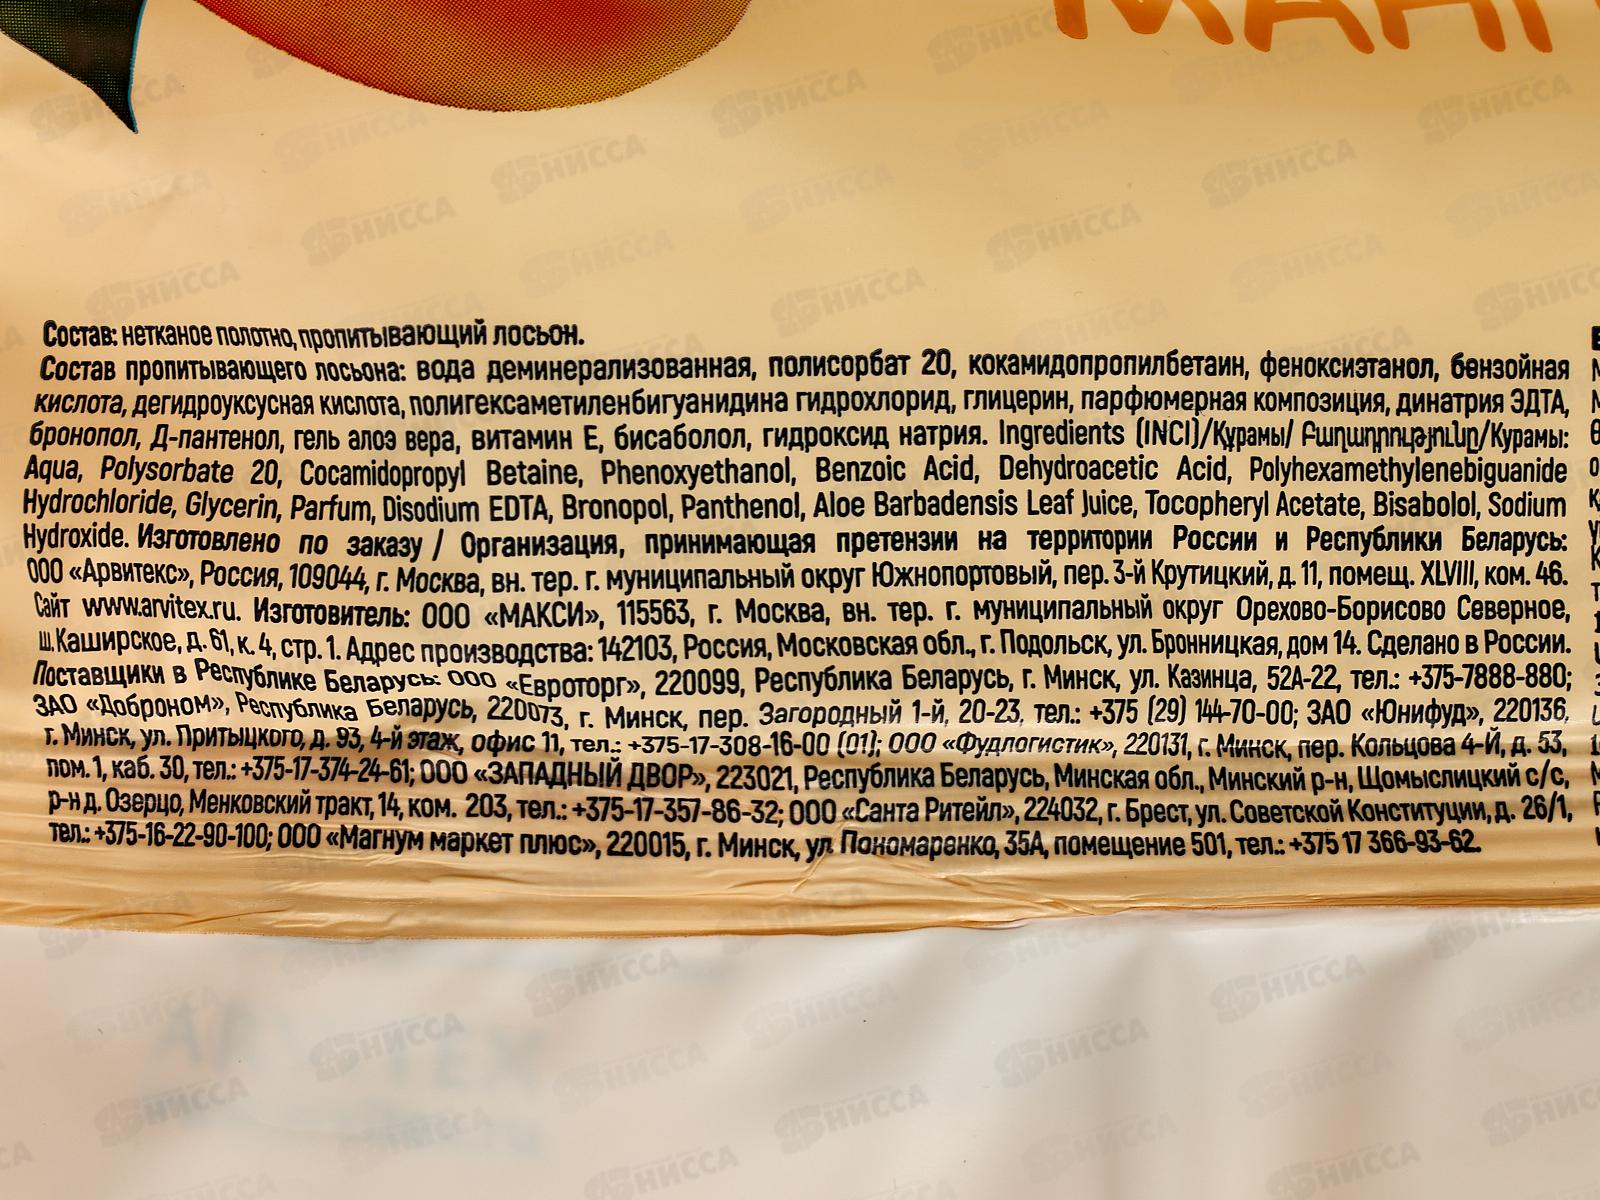 МАНГ
Состав: нетканое полотно, пропитывающий лосьон.
Состав пропитывающего лосьона: вода деминерализованная, полисорбат 20, кокамидопропилбетаин, феноксиэтанол, бензойная
кислота, дегидроуксусная кислота, полигексаметиленбигуанидина гидрохлорид, глицерин, парфюмерная композиция, динатрия ЭДТА,
бронопол, Д-пантенол, гель алоэ вера, витамин Е, бисаболол, гидроксид натрия. Ingredients (INCI)/Құрамы/ Բաղադրությունը/Курамы:
Aqua, Polysorbate 20, Cocamidopropyl Betaine, Phenoxyethanol, Benzoic Acid, Dehydroacetic Acid, Polyhexamethylenebiguanide
Hydrochloride, Glycerin, Parfum, Disodium EDTA, Bronopol, Panthenol, Aloe Barbadensis Leaf Juice, Tocopheryl Acetate, Bisabolol, Sodium
Hydroxide. Изготовлено по заказу / Организация, принимающая претензии на территории России и Республики Беларусь:
ООО «Арвитекс», Россия, 109044, г. Москва, вн. тер. г. муниципальный округ Южнопортовый, пер. 3-й Крутицкий, д. 11, помещ. XLVIII, ком. 46.
Сайт www.arvitex.ru. Изготовитель: ООО «МАКСИ», 115563, г. Москва, вн. тер. г. муниципальный округ Орехово-Борисово Северное,
ш. Каширское, д. 61, к. 4, стр. 1. Адрес производства: 142103, Россия, Московская обл., г. Подольск, ул. Бронницкая, дом 14. Сделано в России.
Поставщики в Республике Беларусь: ООО «Евроторг», 220099, Республика Беларусь, г. Минск, ул. Казинца, 52А-22, тел.: +375-7888-880;
ЗАО «Доброном», Республика Беларусь, 220073, г. Минск, пер. Загородный 1-й, 20-23, тел.: +375 (29) 144-70-00; ЗАО «Юнифуд», 220136,
г. Минск, ул. Притыцкого, д. 93, 4-й этаж, офис 11, тел.: +375-17-308-16-00 (01); ООО «Фудлогистик», 220131, г. Минск, пер. Кольцова 4-Й, д. 53,
пом. 1, каб. 30, тел.: +375-17-374-24-61; ООО «ЗАПАДНЫЙ ДВОР», 223021, Республика Беларусь, Минская обл., Минский р-н, Щомыслицкий с/с,
р-н д. Озерцо, Менковский тракт, 14, ком. 203, тел.: +375-17-357-86-32; ООО «Санта Ритейл», 224032, г. Брест, ул. Советской Конституции, д. 26/1,
тел.: +375-16-22-90-100; ООО «Магнум маркет плюс», 220015, г. Минск, ул Пономаренко, 35А, помещение 501, тел.: +375 17 366-93-62.